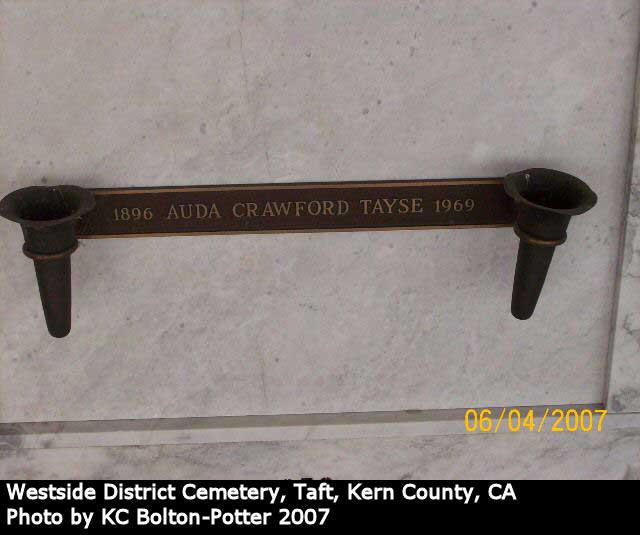 1896 AUDA CRAWFORD TAYSE 1969
06/04/2007
Westside District Cemetery, Taft, Kern County, CA
Photo by KC Bolton-Potter 2007